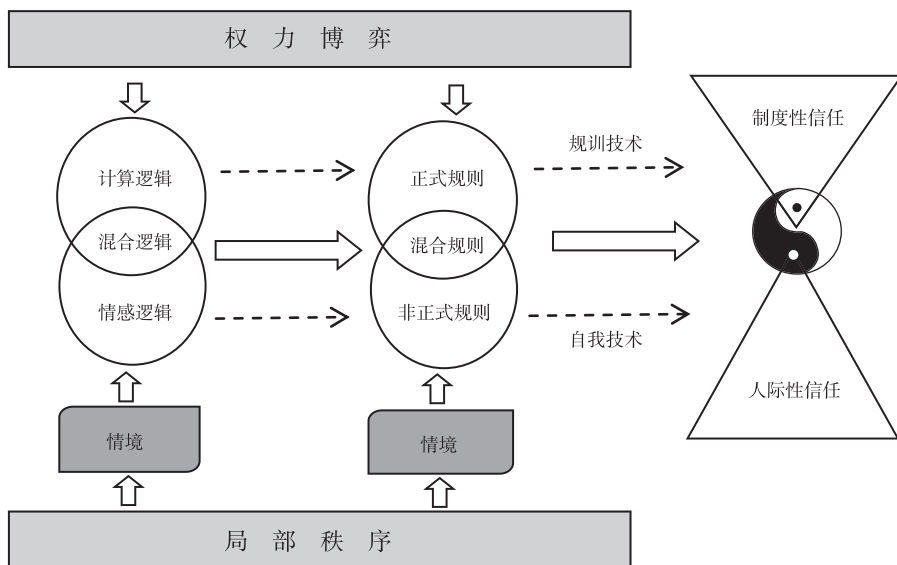 权力博弈
制度性信任
规训技术
计算逻辑
正式规则
混合逻辑
混合规则
情感逻辑
非正式规则
自我技术
人际性信任
情境
情境
局部秩序